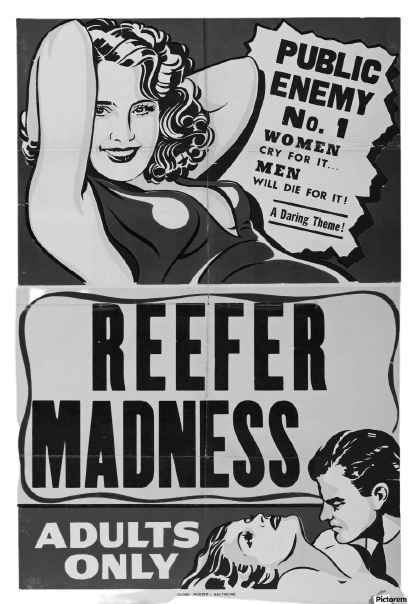 PUBLIC
ENEMY
No. 1
WOMEN
CRY FOR IT...
MEN
WILL DIE FOR IT!
A Daring Theme!
REEFER
MADNESS
ADULTS
ONLY
GLOBE POSTER - BALTIMORE
Pictorem